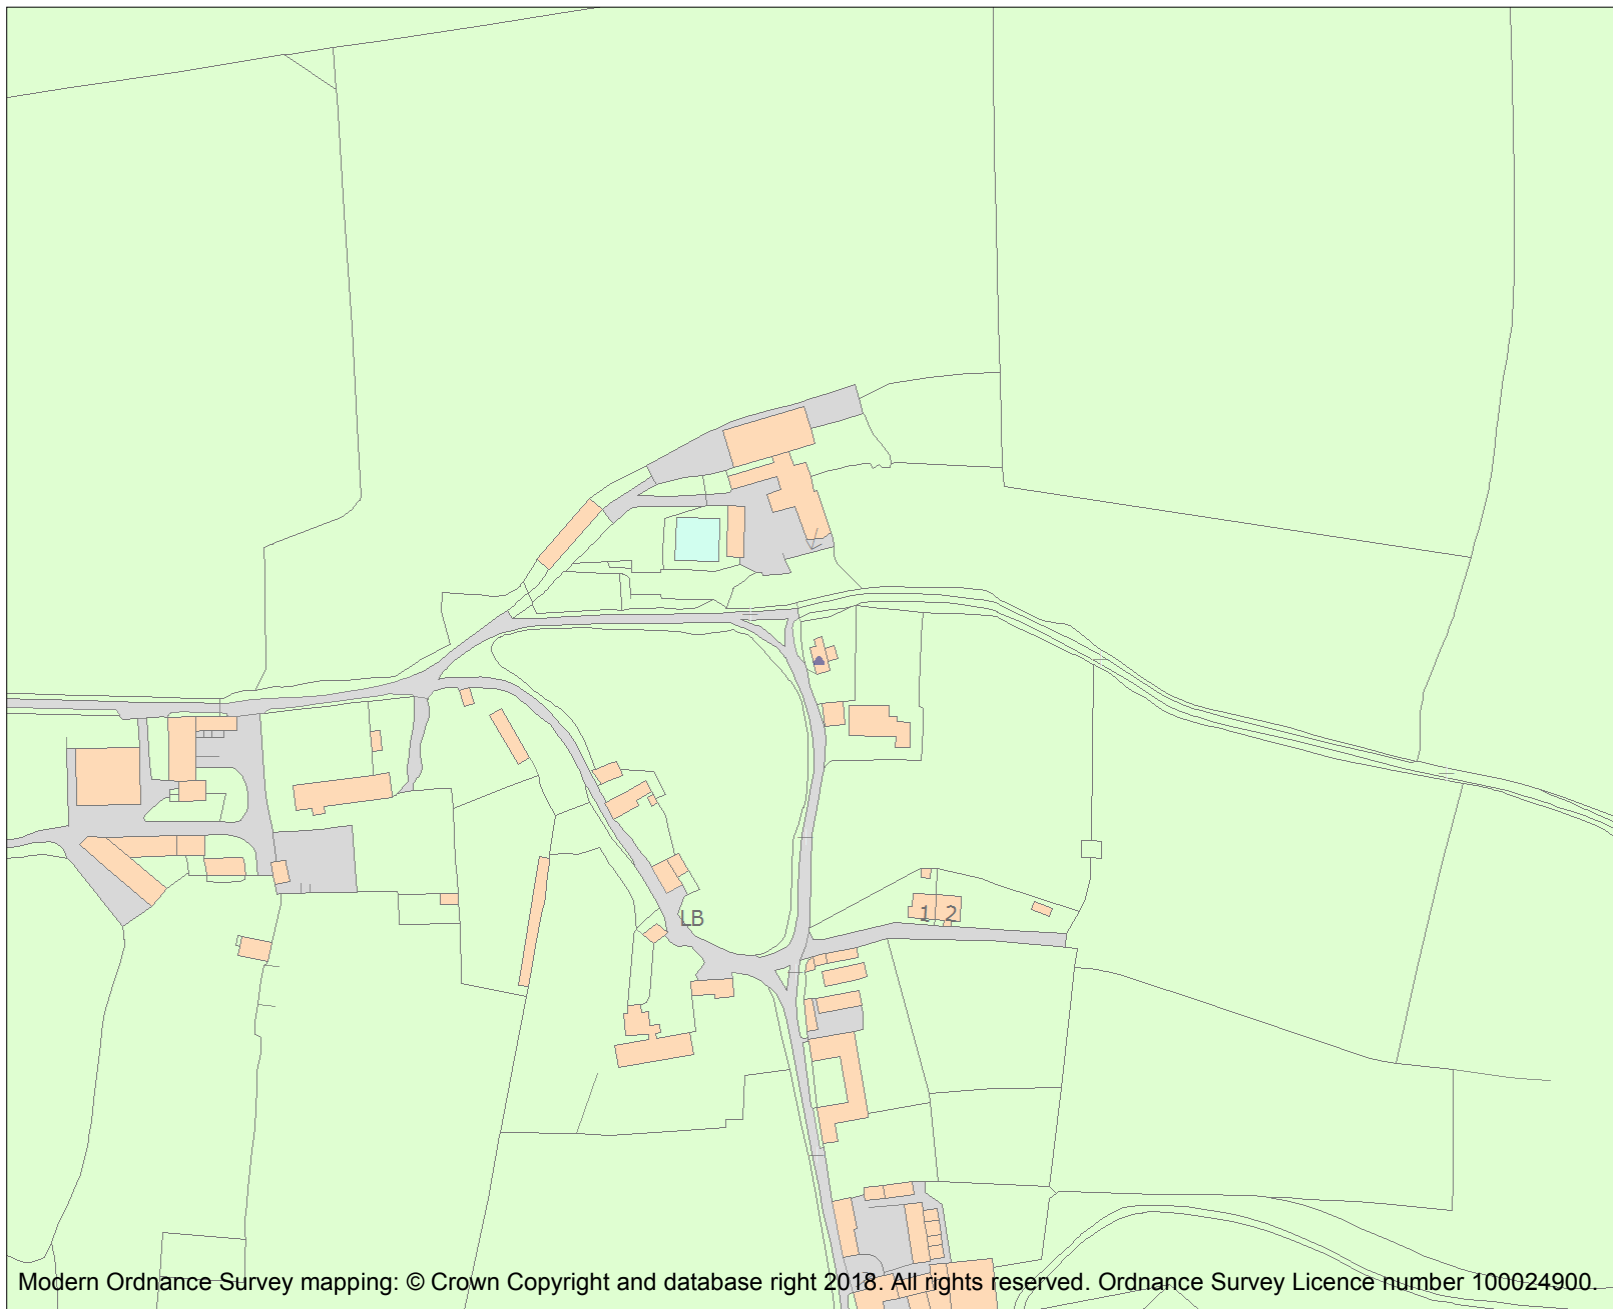 LB
1 2
Modern Ordnance Survey mapping: © Crown Copyright and database right 2018. All rights reserved. Ordnance Survey Licence number 100024900.